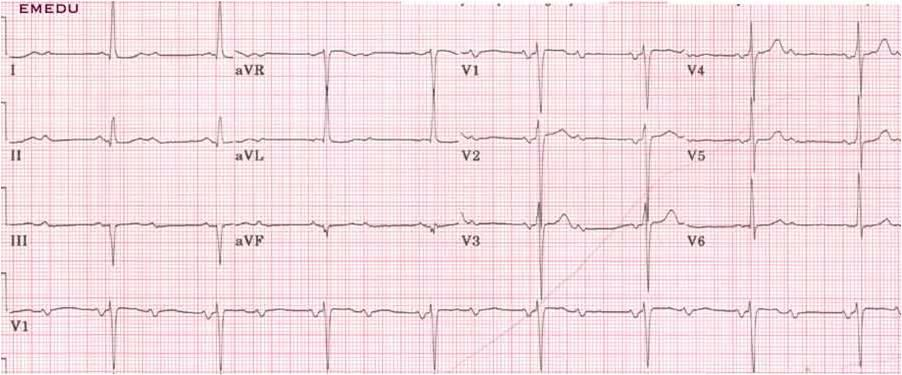 EMEDU
I aVR V1 V4
II aVL V2 V5
III aVF V3 V6
V1